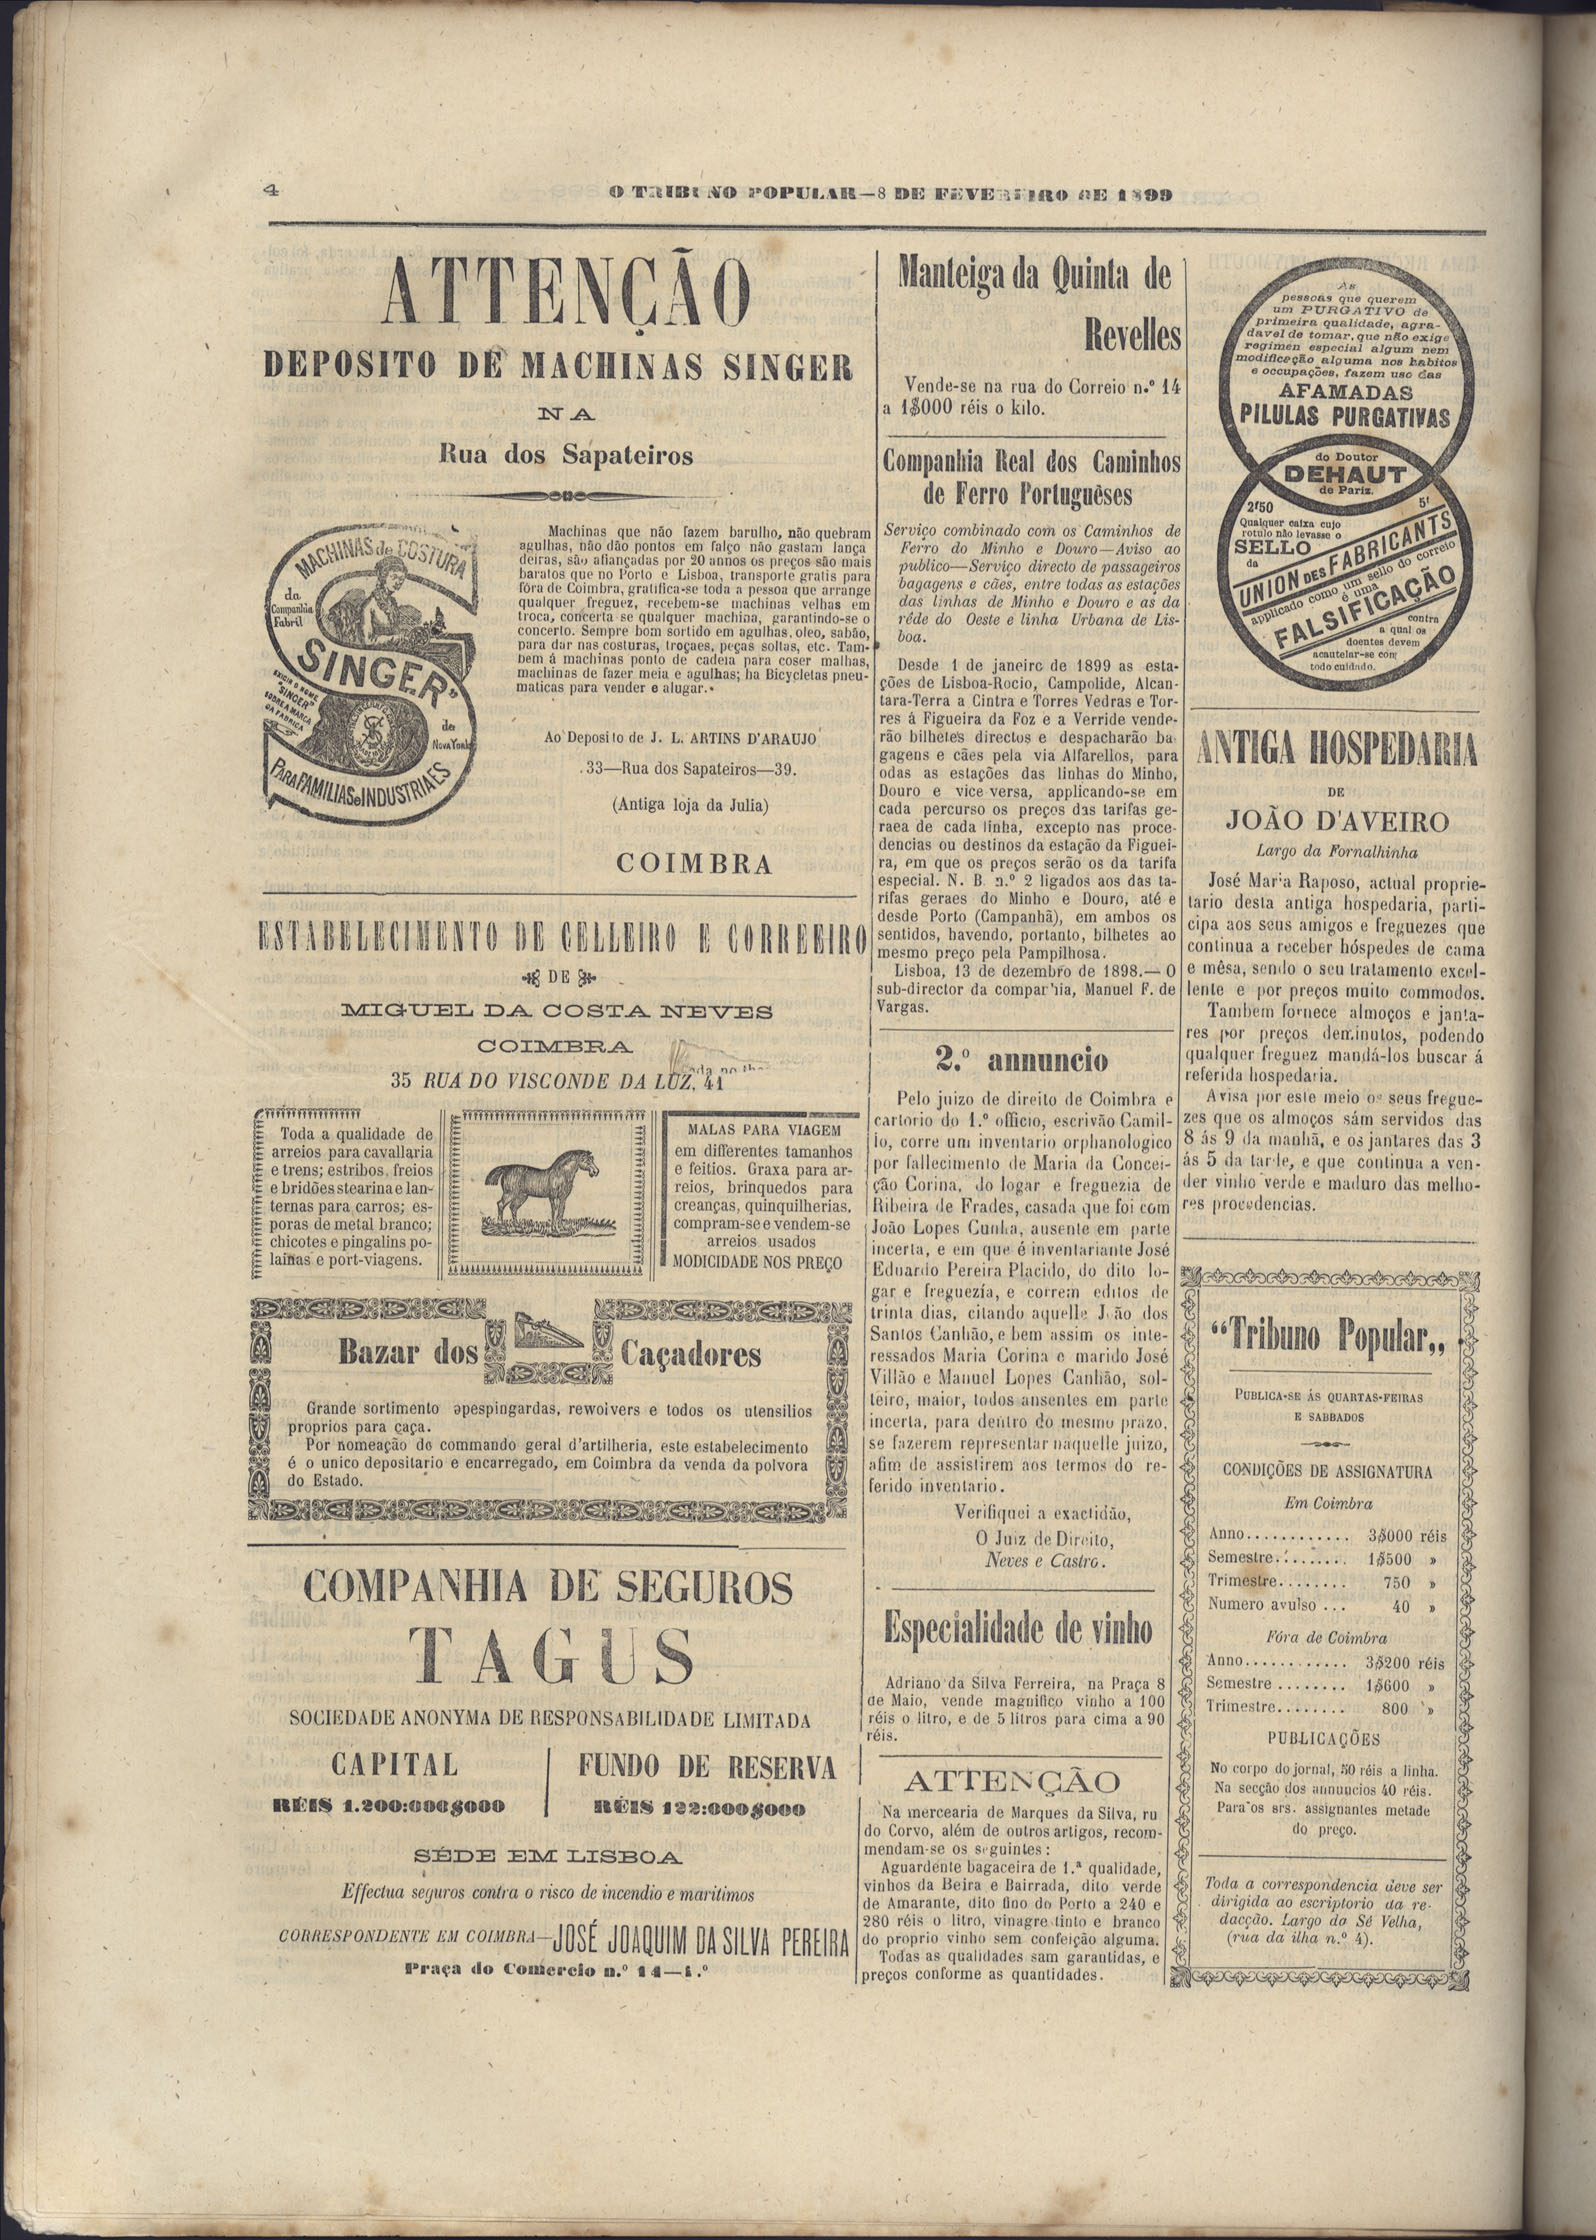 4
O TRIBUNO POPULAR—8 DE FEVEREIRO DE 1899
ATTENÇÃO
DEPOSITO DE MACHINAS SINGER
NA
Rua dos Sapateiros
MACHINAS de COSTURA
da
Companhia
Fabril
SINGER”
EXIGIR O NOME
"SINGER"
SOBRE A MARCA
DA FABRICA
de
Nova York
PARA FAMILIAS e INDUSTRIAES
Machinas que não fazem barulho, não quebram
agulhas, não dão pontos em falço não gastam lança
deiras, são afiançadas por 20 annos os preços são mais
baratos que no Porto e Lisboa, transporte gratis para
fóra de Coimbra, gratifica-se toda a pessoa que arrange
qualquer freguez, recebem-se machinas velhas em
troca, concerta se qualquer machina, garantindo-se o
concerto. Sempre bom sortido em agulhas, oleo, sabão,
para dar nas costuras, troçaes, peças soltas, etc. Tam-
bem á machinas ponto de cadeia para coser malhas,
machinas de fazer meia e agulhas; ha Bicycletas pneu-
maticas para vender e alugar.
Ao Deposito de J. L. ARTINS D'ARAUJO
33—Rua dos Sapateiros—39.
(Antiga loja da Julia)
COIMBRA
ESTABELECIMENTO DE CELLEIRO E CORREEIRO
DE
MIGUEL DA COSTA NEVES
COIMBRA
35 RUA DO VISCONDE DA LUZ, 41
Toda a qualidade de
arreios para cavallaria
e trens; estribos, freios
e bridões stearina e lan-
ternas para carros; es-
poras de metal branco;
chicotes e pingalins po-
lainas e port-viagens.
MALAS PARA VIAGEM
em differentes tamanhos
e feitios. Graxa para ar-
reios, brinquedos para
creanças, quinquilherias,
compram-se e vendem-se
arreios usados
MODICIDADE NOS PREÇO
Bazar dos Caçadores
Grande sortimento apespingardas, rewolvers e todos os utensilios
proprios para caça.
Por nomeação do commando geral d'artilheria, este estabelecimento
é o unico depositario e encarregado, em Coimbra da venda da polvora
do Estado.
COMPANHIA DE SEGUROS
TAGUS
SOCIEDADE ANONYMA DE RESPONSABILIDADE LIMITADA
CAPITAL
RÉIS 1.200:000$000
FUNDO DE RESERVA
RÉIS 122:000$000
SÉDE EM LISBOA
Effectua seguros contra o risco de incendio e maritimos
CORRESPONDENTE EM COIMBRA—JOSÉ JOAQUIM DA SILVA PEREIRA
Praça do Comercio n.º 14—1.º
Manteiga da Quinta de
Revelles
Vende-se na rua do Correio n.º 14
a 1$000 réis o kilo.
Companhia Real dos Caminhos
de Ferro Portuguêses
Serviço combinado com os Caminhos de
Ferro do Minho e Douro—Aviso ao
publico—Serviço directo de passageiros
bagagens e cães, entre todas as estações
das linhas de Minho e Douro e as da
rêde do Oeste e linha Urbana de Lis-
boa.
Desde 1 de janeiro de 1899 as esta-
ções de Lisboa-Rocio, Campolide, Alcan-
tara-Terra a Cintra e Torres Vedras e Tor-
res á Figueira da Foz e a Verride vende-
rão bilhetes directos e despacharão ba
gagens e cães pela via Alfarellos, para
odas as estações das linhas do Minho,
Douro e vice versa, applicando-se em
cada percurso os preços das tarifas ge-
raea de cada linha, excepto nas proce-
dencias ou destinos da estação da Figuei-
ra, em que os preços serão os da tarifa
especial. N. B. n.º 2 ligados aos das ta-
rifas geraes do Minho e Douro, até e
desde Porto (Campanhã), em ambos os
sentidos, havendo, portanto, bilhetes ao
mesmo preço pela Pampilhosa.
Lisboa, 13 de dezembro de 1898.—O
sub-director da companhia, Manuel F. de
Vargas.
2.º annuncio
Pelo juizo de direito de Coimbra e
cartorio do 1.º officio, escrivão Camil-
lo, corre um inventario orphanologico
por fallecimento de Maria da Concei-
ção Corina, do logar e freguezia de
Ribeira de Frades, casada que foi com
João Lopes Cunha, ausente em parte
incerta, e em que é inventariante José
Eduardo Pereira Placido, do dito lo-
gar e freguezia, e correm editos de
trinta dias, citando aquelle João dos
Santos Canhão, e bem assim os inte-
ressados Maria Corina e marido José
Villão e Manuel Lopes Canhão, sol-
teiro, maior, todos ansentes em parte
incerta, para dentro do mesmo prazo,
se fazerem representar naquelle juizo,
afim de assistirem aos termos do re-
ferido inventario.
Verifiquei a exactidão,
O Juiz de Direito,
Neves e Castro.
Especialidade de vinho
Adriano da Silva Ferreira, na Praça 8
de Maio, vende magnifico vinho a 100
réis o litro, e de 5 litros para cima a 90
réis.
ATTENÇÃO
Na mercearia de Marques da Silva, ru
do Corvo, além de outros artigos, recom-
mendam-se os seguintes:
Aguardente bagaceira de 1.ª qualidade,
vinhos da Beira e Bairrada, dito verde
de Amarante, dito fino do Porto a 240 e
280 réis o litro, vinagre tinto e branco
do proprio vinho sem confeição alguma.
Todas as qualidades sam garantidas, e
preços conforme as quantidades.
As
pessoas que querem
um PURGATIVO de
primeira qualidade, agra-
davel de tomar, que não exige
regimen especial algum nem
modificação alguma nos habitos
e occupações, fazem uso das
AFAMADAS
PILULAS PURGATIVAS
do Doutor
DEHAUT
de Pariz.
2f50
5f
Qualquer caixa cujo
rotulo não levasse o
SELLO
da
UNION DES FABRICANTS
applicado como um sello do correio
é uma
FALSIFICAÇÃO
contra
a qual os
doentes devem
acautelar-se com
todo cuidado.
ANTIGA HOSPEDARIA
DE
JOÃO D'AVEIRO
Largo da Fornalhinha
José Maria Raposo, actual proprie-
tario desta antiga hospedaria, parti-
cipa aos seus amigos e freguezes que
continua a receber hóspedes de cama
e mêsa, sendo o seu tratamento excel-
lente e por preços muito commodos.
Tambem fornece almoços e janta-
res por preços deminutos, podendo
qualquer freguez mandá-los buscar á
referida hospedaria.
Avisa por este meio os seus fregue-
zes que os almoços sám servidos das
8 ás 9 da manhã, e os jantares das 3
ás 5 da tarde, e que continua a ven-
der vinho verde e maduro das melho-
res procedencias.
“Tribuno Popular„
PUBLICA-SE ÁS QUARTAS-FEIRAS
E SABBADOS
CONDIÇÕES DE ASSIGNATURA
Em Coimbra
Anno............ 3$000 réis
Semestre......... 1$500 »
Trimestre........ 750 »
Numero avulso ... 40 »
Fóra de Coimbra
Anno............ 3$200 réis
Semestre ........ 1$600 »
Trimestre........ 800 »
PUBLICAÇÕES
No corpo do jornal, 50 réis a linha.
Na secção dos annuncios 40 réis.
Para os srs. assignantes metade
do preço.
Toda a correspondencia deve ser
dirigida ao escriptorio da re-
dacção. Largo da Sé Velha,
(rua da ilha n.º 4).